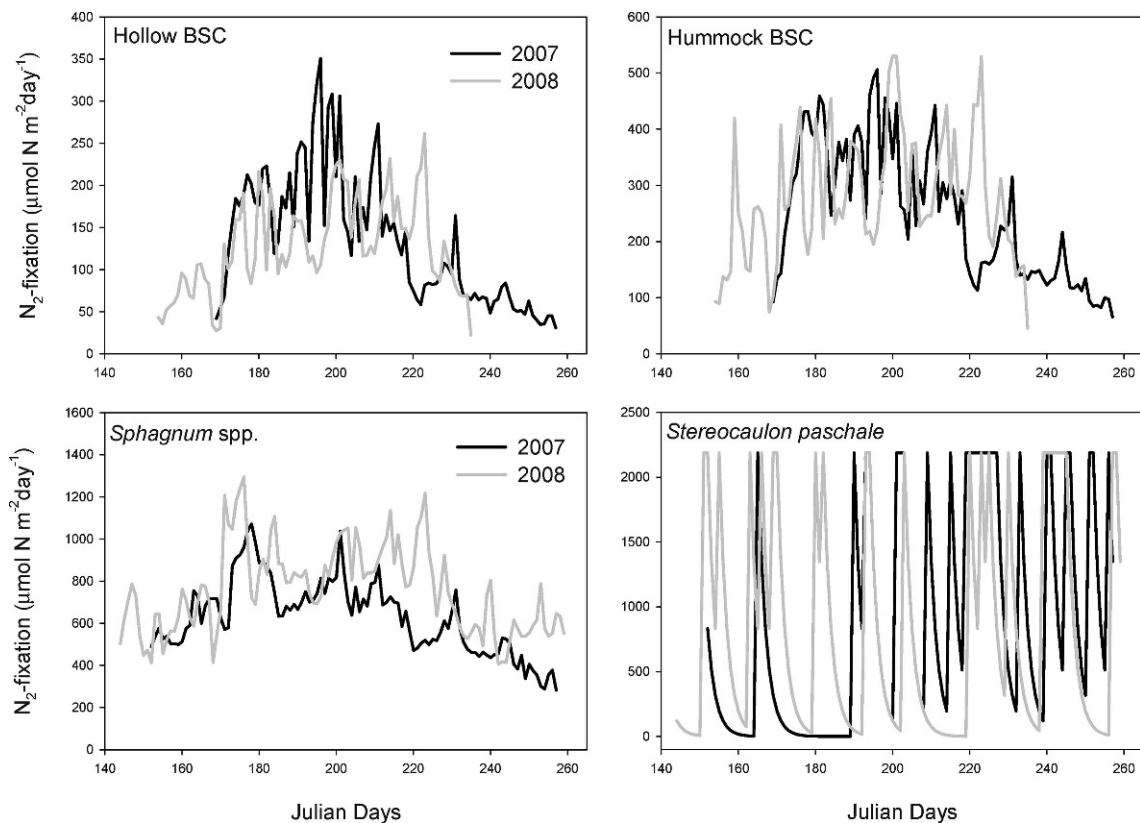 Hollow BSC
2007
2008
N₂-fixation (μmol N m⁻²day⁻¹)
400
350
300
250
200
150
100
50
0
140 160 180 200 220 240 260
Hummock BSC
600
500
400
300
200
100
0
140 160 180 200 220 240 260
Sphagnum spp.
2007
2008
N₂-fixation (μmol N m⁻²day⁻¹)
1600
1400
1200
1000
800
600
400
200
0
140 160 180 200 220 240 260
Julian Days
Stereocaulon paschale
2500
2000
1500
1000
500
0
140 160 180 200 220 240 260
Julian Days